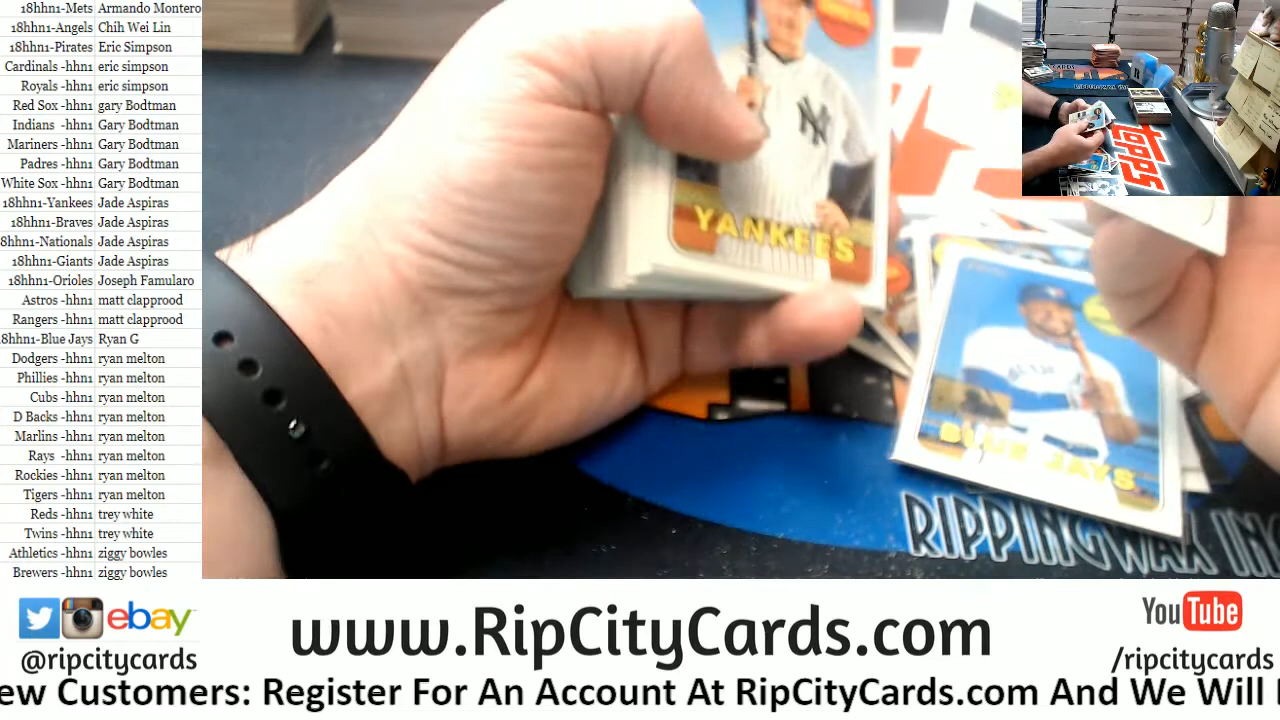 18hhn1-Mets Armando Montero
18hhn1-Angels Chih Wei Lin
18hhn1-Pirates Eric Simpson
Cardinals -hhn1 eric simpson
Royals -hhn1 eric simpson
Red Sox -hhn1 gary Bodtman
Indians -hhn1 Gary Bodtman
Mariners -hhn1 Gary Bodtman
Padres -hhn1 Gary Bodtman
White Sox -hhn1 Gary Bodtman
18hhn1-Yankees Jade Aspiras
18hhn1-Braves Jade Aspiras
8hhn1-Nationals Jade Aspiras
18hhn1-Giants Jade Aspiras
18hhn1-Orioles Joseph Famularo
Astros -hhn1 matt clapprood
Rangers -hhn1 matt clapprood
8hhn1-Blue Jays Ryan G
Dodgers -hhn1 ryan melton
Phillies -hhn1 ryan melton
Cubs -hhn1 ryan melton
D Backs -hhn1 ryan melton
Marlins -hhn1 ryan melton
Rays -hhn1 ryan melton
Rockies -hhn1 ryan melton
Tigers -hhn1 ryan melton
Reds -hhn1 trey white
Twins -hhn1 trey white
Athletics -hhn1 ziggy bowles
Brewers -hhn1 ziggy bowles
NY
YANKEES
BLUE JAYS
RIPPINGWAX INC
topps
ebay
@ripcitycards
www.RipCityCards.com
YouTube
/ripcitycards
ew Customers: Register For An Account At RipCityCards.com And We Will